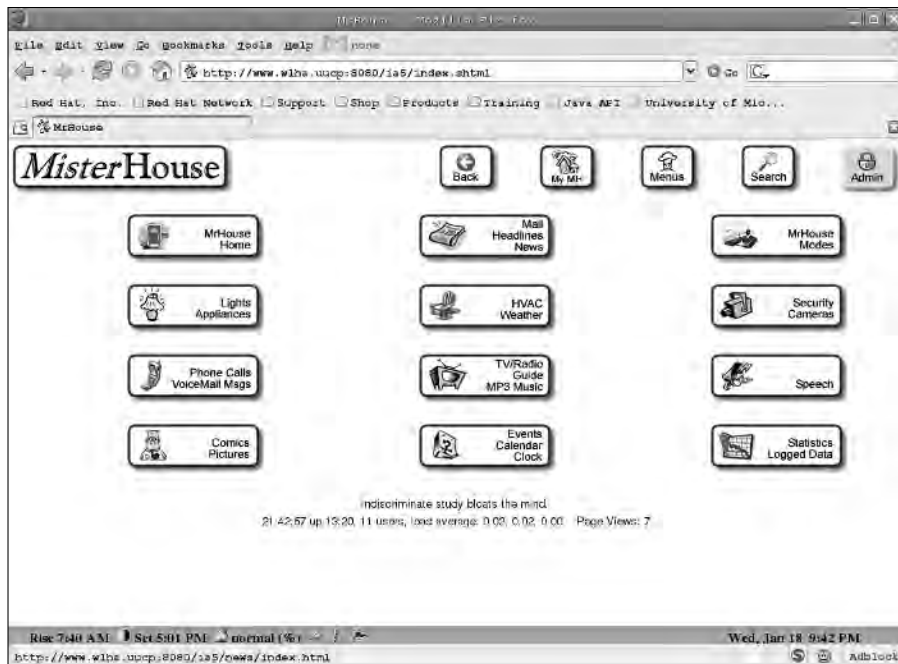 MrHouse - Mozilla Firefox
File Edit View Go Bookmarks Tools Help none
http://www.wlhs.uucp:8080/ia5/index.shtml Go
Red Hat, Inc. Red Hat Network Support Shop Products Training Java API University of Mic...
MrHouse
MisterHouse
Back
My MH
Menus
Search
Admin
MrHouse
Home
Mail
Headlines
News
MrHouse
Modes
Lights
Appliances
HVAC
Weather
Security
Cameras
Phone Calls
VoiceMail Msgs
TV/Radio
Guide
MP3 Music
Speech
Comics
Pictures
Events
Calendar
Clock
Statistics
Logged Data
indiscriminate study bloats the mind
21:42:57 up 13:20, 11 users, load average: 0.00, 0.02, 0.00 Page Views: 7
Rise 7:40 AM Set 5:01 PM normal (%) Wed, Jan 18 9:42 PM
http://www.wlhs.uucp:8080/ia5/news/index.html Adblock